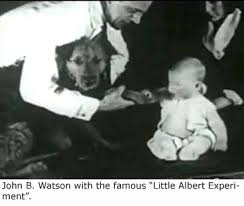 John B. Watson with the famous "Little Albert Experi-
ment".